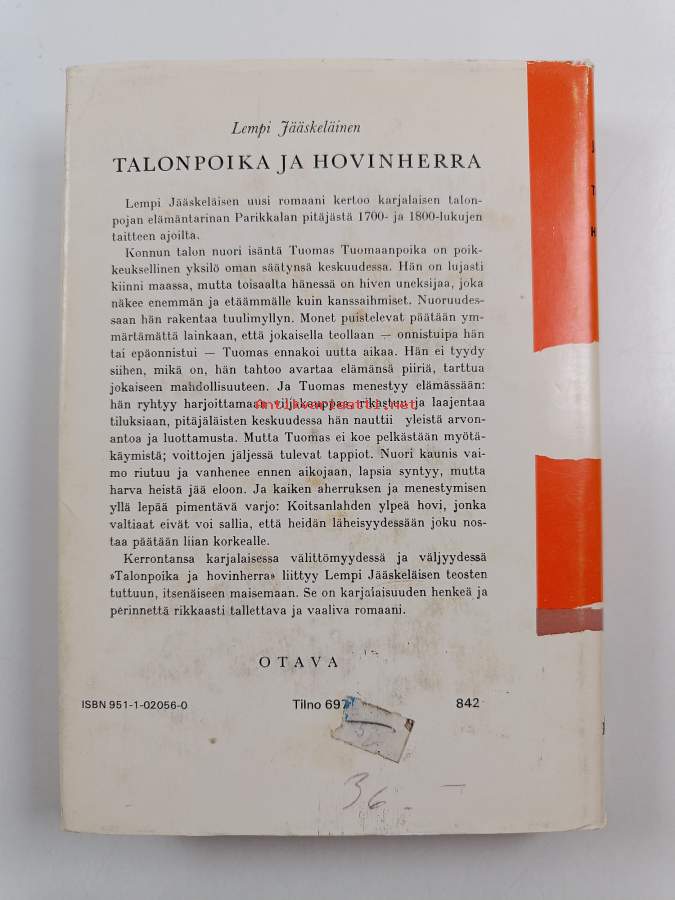 Lempi Jääskeläinen
TALONPOIKA JA HOVINHERRA
Lempi Jääskeläisen uusi romaani kertoo karjalaisen talon-
pojan elämäntarinan Parikkalan pitäjästä 1700- ja 1800-lukujen
taitteen ajoilta.
Konnun talon nuori isäntä Tuomas Tuomaanpoika on poik-
keuksellinen yksilö oman säätynsä keskuudessa. Hän on lujasti
kiinni maassa, mutta toisaalta hänessä on hiven uneksijaa, joka
näkee enemmän ja etäämmälle kuin kanssaihmiset. Nuoruudes-
saan hän rakentaa tuulimyllyn. Monet puistelevat päätään ym-
märtämättä lainkaan, että jokaisella teollaan — onnistuipa hän
tai epäonnistui — Tuomas ennakoi uutta aikaa. Hän ei tyydy
siihen, mikä on, hän tahtoo avartaa elämänsä piiriä, tarttua
jokaiseen mahdollisuuteen. Ja Tuomas menestyy elämässään:
hän ryhtyy harjoittamaan viljakauppaa, rikastuu ja laajentaa
tiluksiaan, pitäjäläisten keskuudessa hän nauttii yleistä arvon-
antoa ja luottamusta. Mutta Tuomas ei koe pelkästään myötä-
käymistä; voittojen jäljessä tulevat tappiot. Nuori kaunis vai-
mo riutuu ja vanhenee ennen aikojaan, lapsia syntyy, mutta
harva heistä jää eloon. Ja kaiken aherruksen ja menestymisen
yllä lepää pimentävä varjo: Koitsanlahden ylpeä hovi, jonka
valtiaat eivät voi sallia, että heidän läheisyydessään joku nos-
taa päätään liian korkealle.
Kerrontansa karjalaisessa välittömyydessä ja väljyydessä
»Talonpoika ja hovinherra» liittyy Lempi Jääskeläisen teosten
tuttuun, itsenäiseen maisemaan. Se on karjalaisuuden henkeä ja
perinnettä rikkaasti tallettava ja vaaliva romaani.
OTAVA
ISBN 951-1-02056-0 Tilno 697 842
36.—
antikvariaatti.net